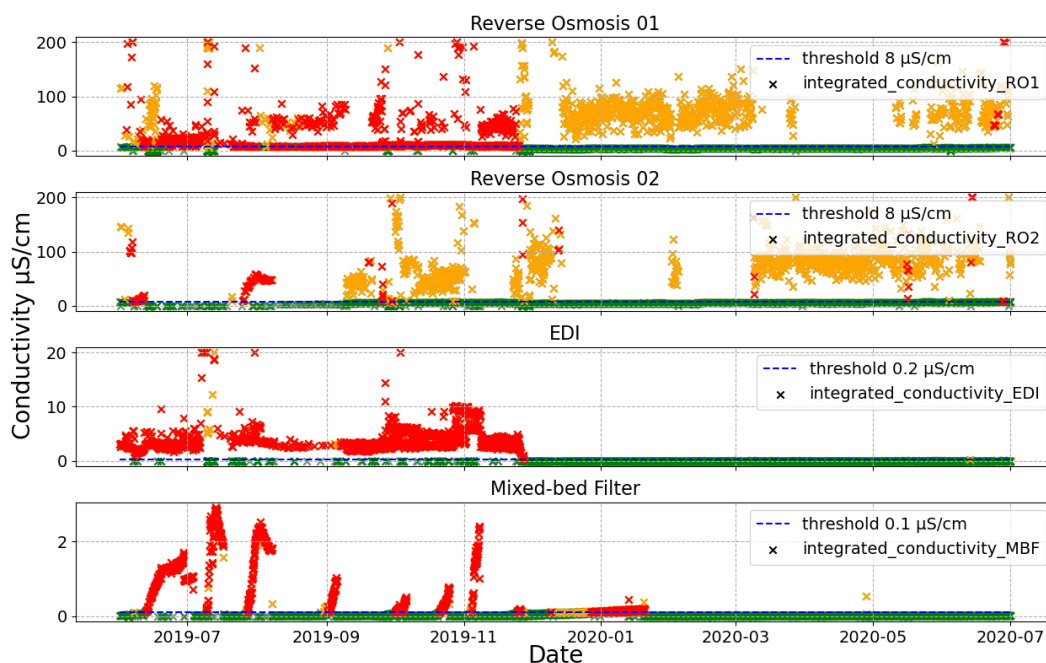 Reverse Osmosis 01
200
100
0
threshold 8 µS/cm
integrated_conductivity_RO1
Reverse Osmosis 02
200
100
0
threshold 8 µS/cm
integrated_conductivity_RO2
Conductivity µS/cm
EDI
20
10
0
threshold 0.2 µS/cm
integrated_conductivity_EDI
Mixed-bed Filter
2
0
threshold 0.1 µS/cm
integrated_conductivity_MBF
2019-07 2019-09 2019-11 2020-01 2020-03 2020-05 2020-07
Date